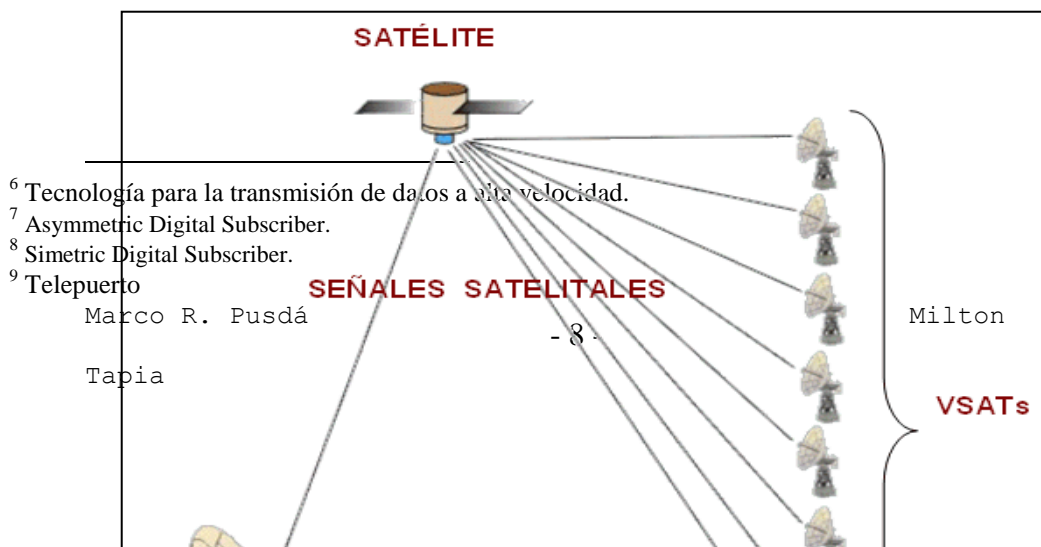 SATÉLITE
6 Tecnología para la transmisión de datos a alta velocidad.
7 Asymmetric Digital Subscriber.
8 Simetric Digital Subscriber.
9 Telepuerto
SEÑALES SATELITALES
Marco R. Pusdá Milton
- 8 -
Tapia
VSATs